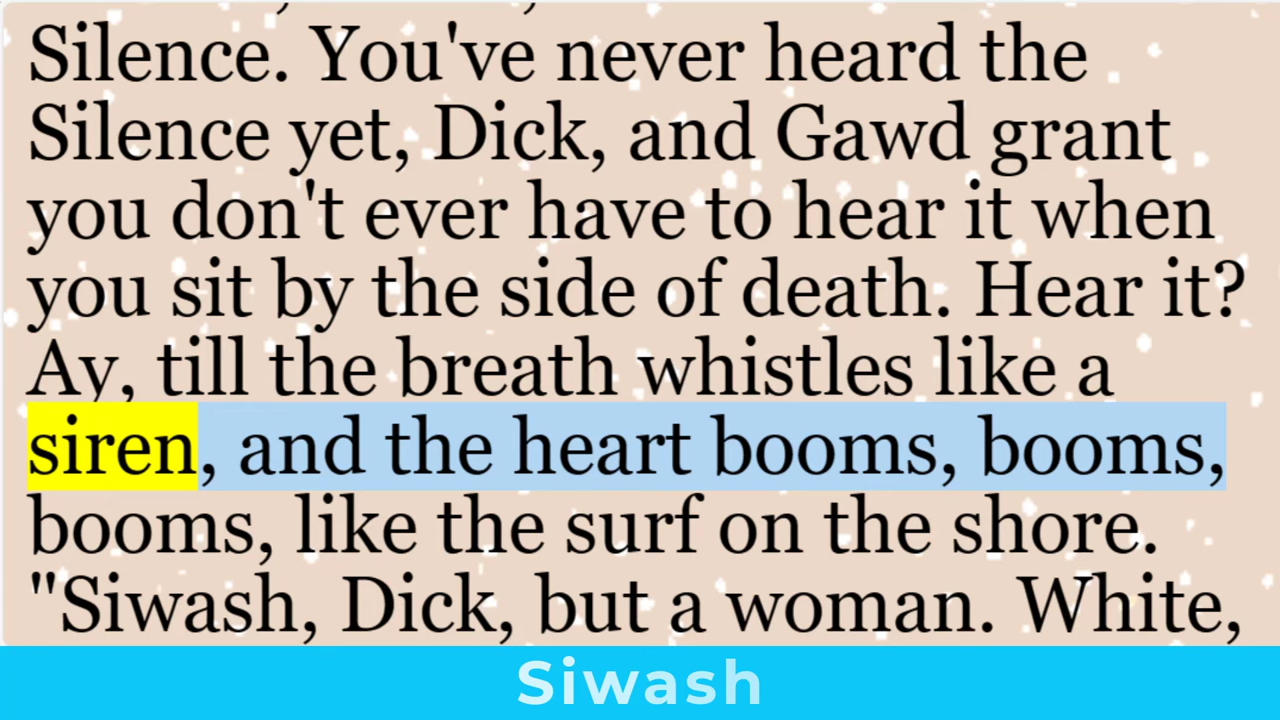 Silence. You've never heard the
Silence yet, Dick, and Gawd grant
you don't ever have to hear it when
you sit by the side of death. Hear it?
Ay, till the breath whistles like a
siren, and the heart booms, booms,
booms, like the surf on the shore.
"Siwash, Dick, but a woman. White,
Siwash